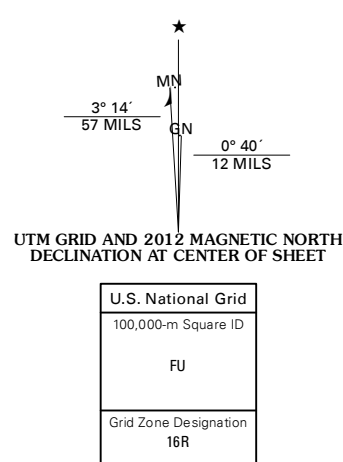 ★
MN
3° 14´
57 MILS
GN
0° 40´
12 MILS
UTM GRID AND 2012 MAGNETIC NORTH
DECLINATION AT CENTER OF SHEET
U.S. National Grid
100,000-m Square ID
FU
Grid Zone Designation
16R